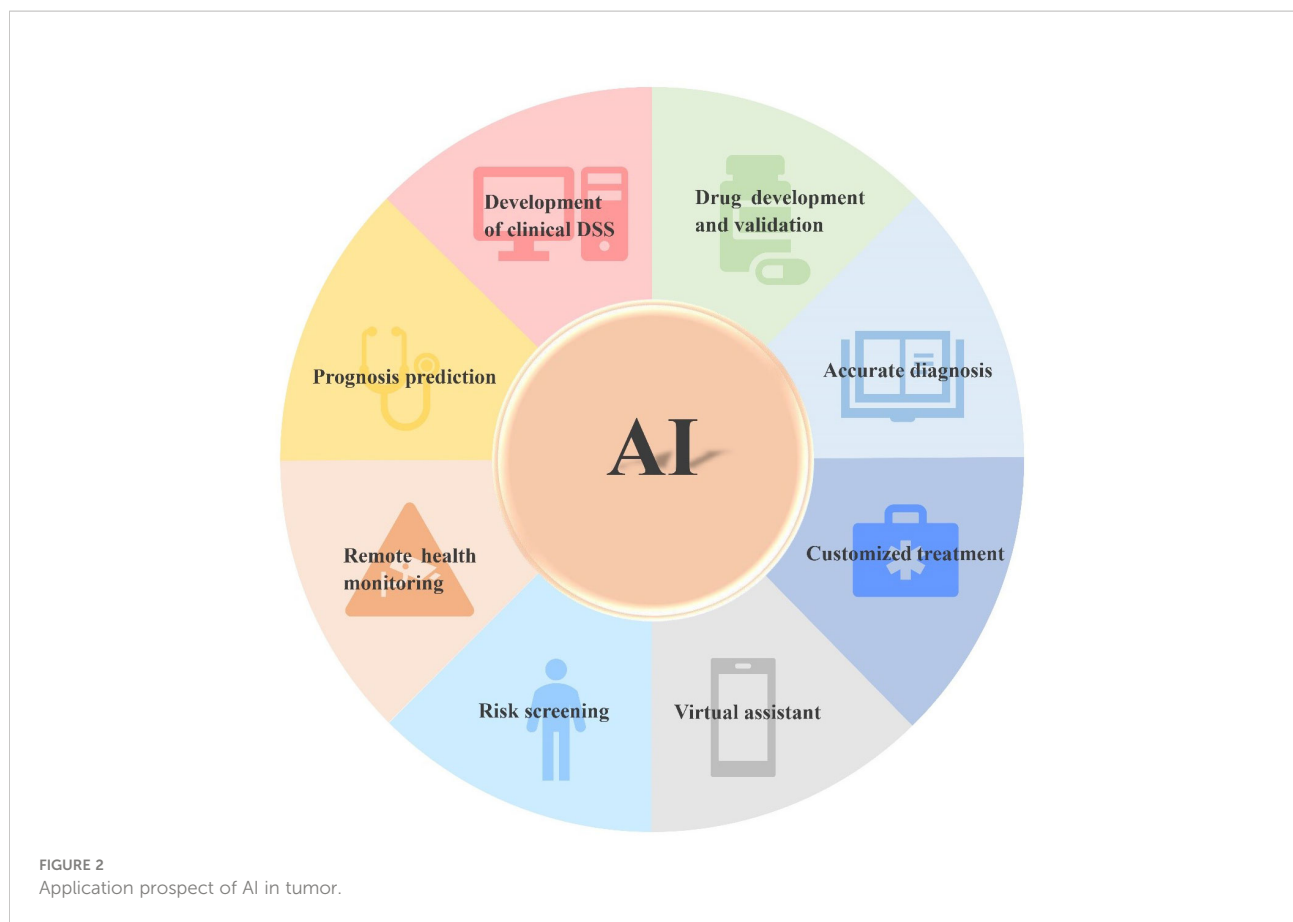 Development
of clinical DSS
Drug development
and validation
Prognosis prediction
Accurate diagnosis
AI
Remote health
monitoring
Customized treatment
Risk screening
Virtual assistant
FIGURE 2
Application prospect of AI in tumor.